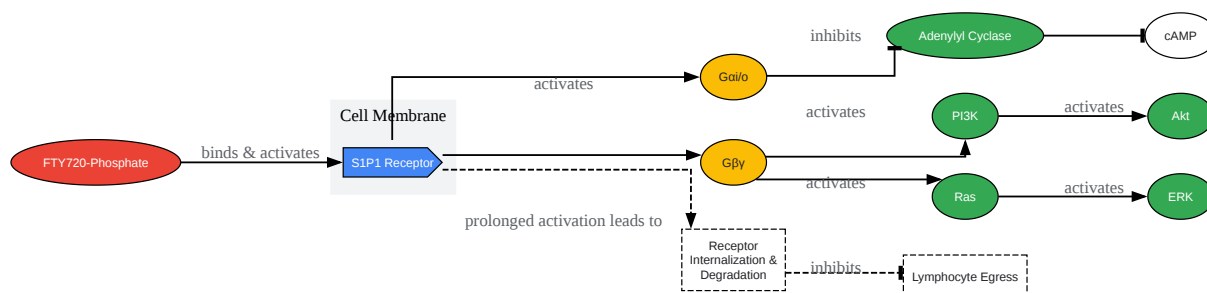 inhibits
Adenylyl Cyclase
cAMP
activates
Gαi/o
Cell Membrane
activates
PI3K
activates
Akt
FTY720-Phosphate
binds & activates
S1P1 Receptor
Gβγ
activates
Ras
activates
ERK
prolonged activation leads to
Receptor
Internalization &
Degradation
inhibits
Lymphocyte Egress